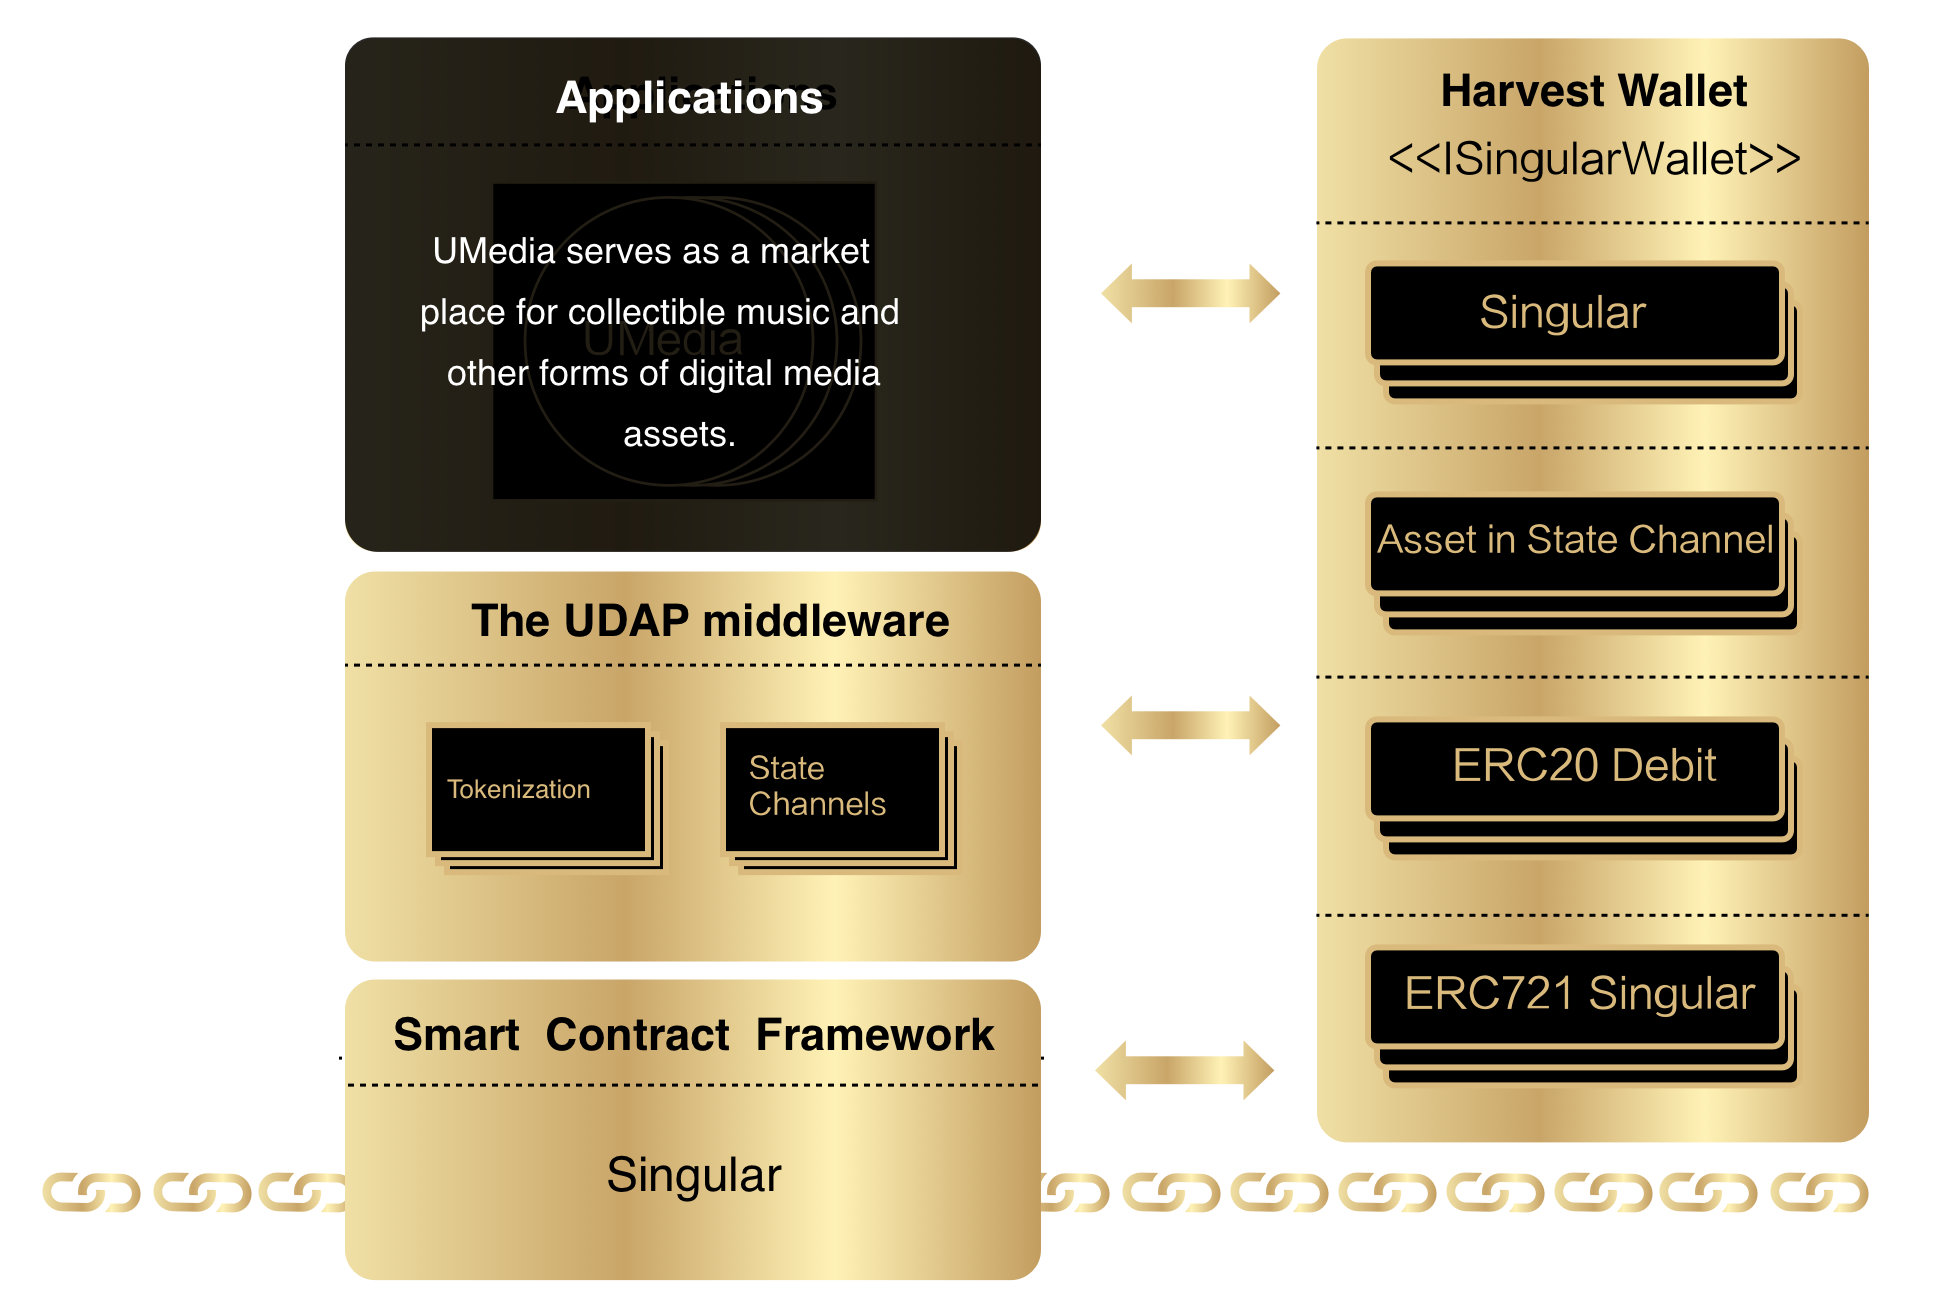 Applications
Applications
UMedia serves as a market
place for collectible music and
UMedia
other forms of digital media
assets.
The UDAP middleware
Tokenization
State
Channels
Smart Contract Framework
Singular
Harvest Wallet
<<ISingularWallet>>
Singular
Asset in State Channel
ERC20 Debit
ERC721 Singular